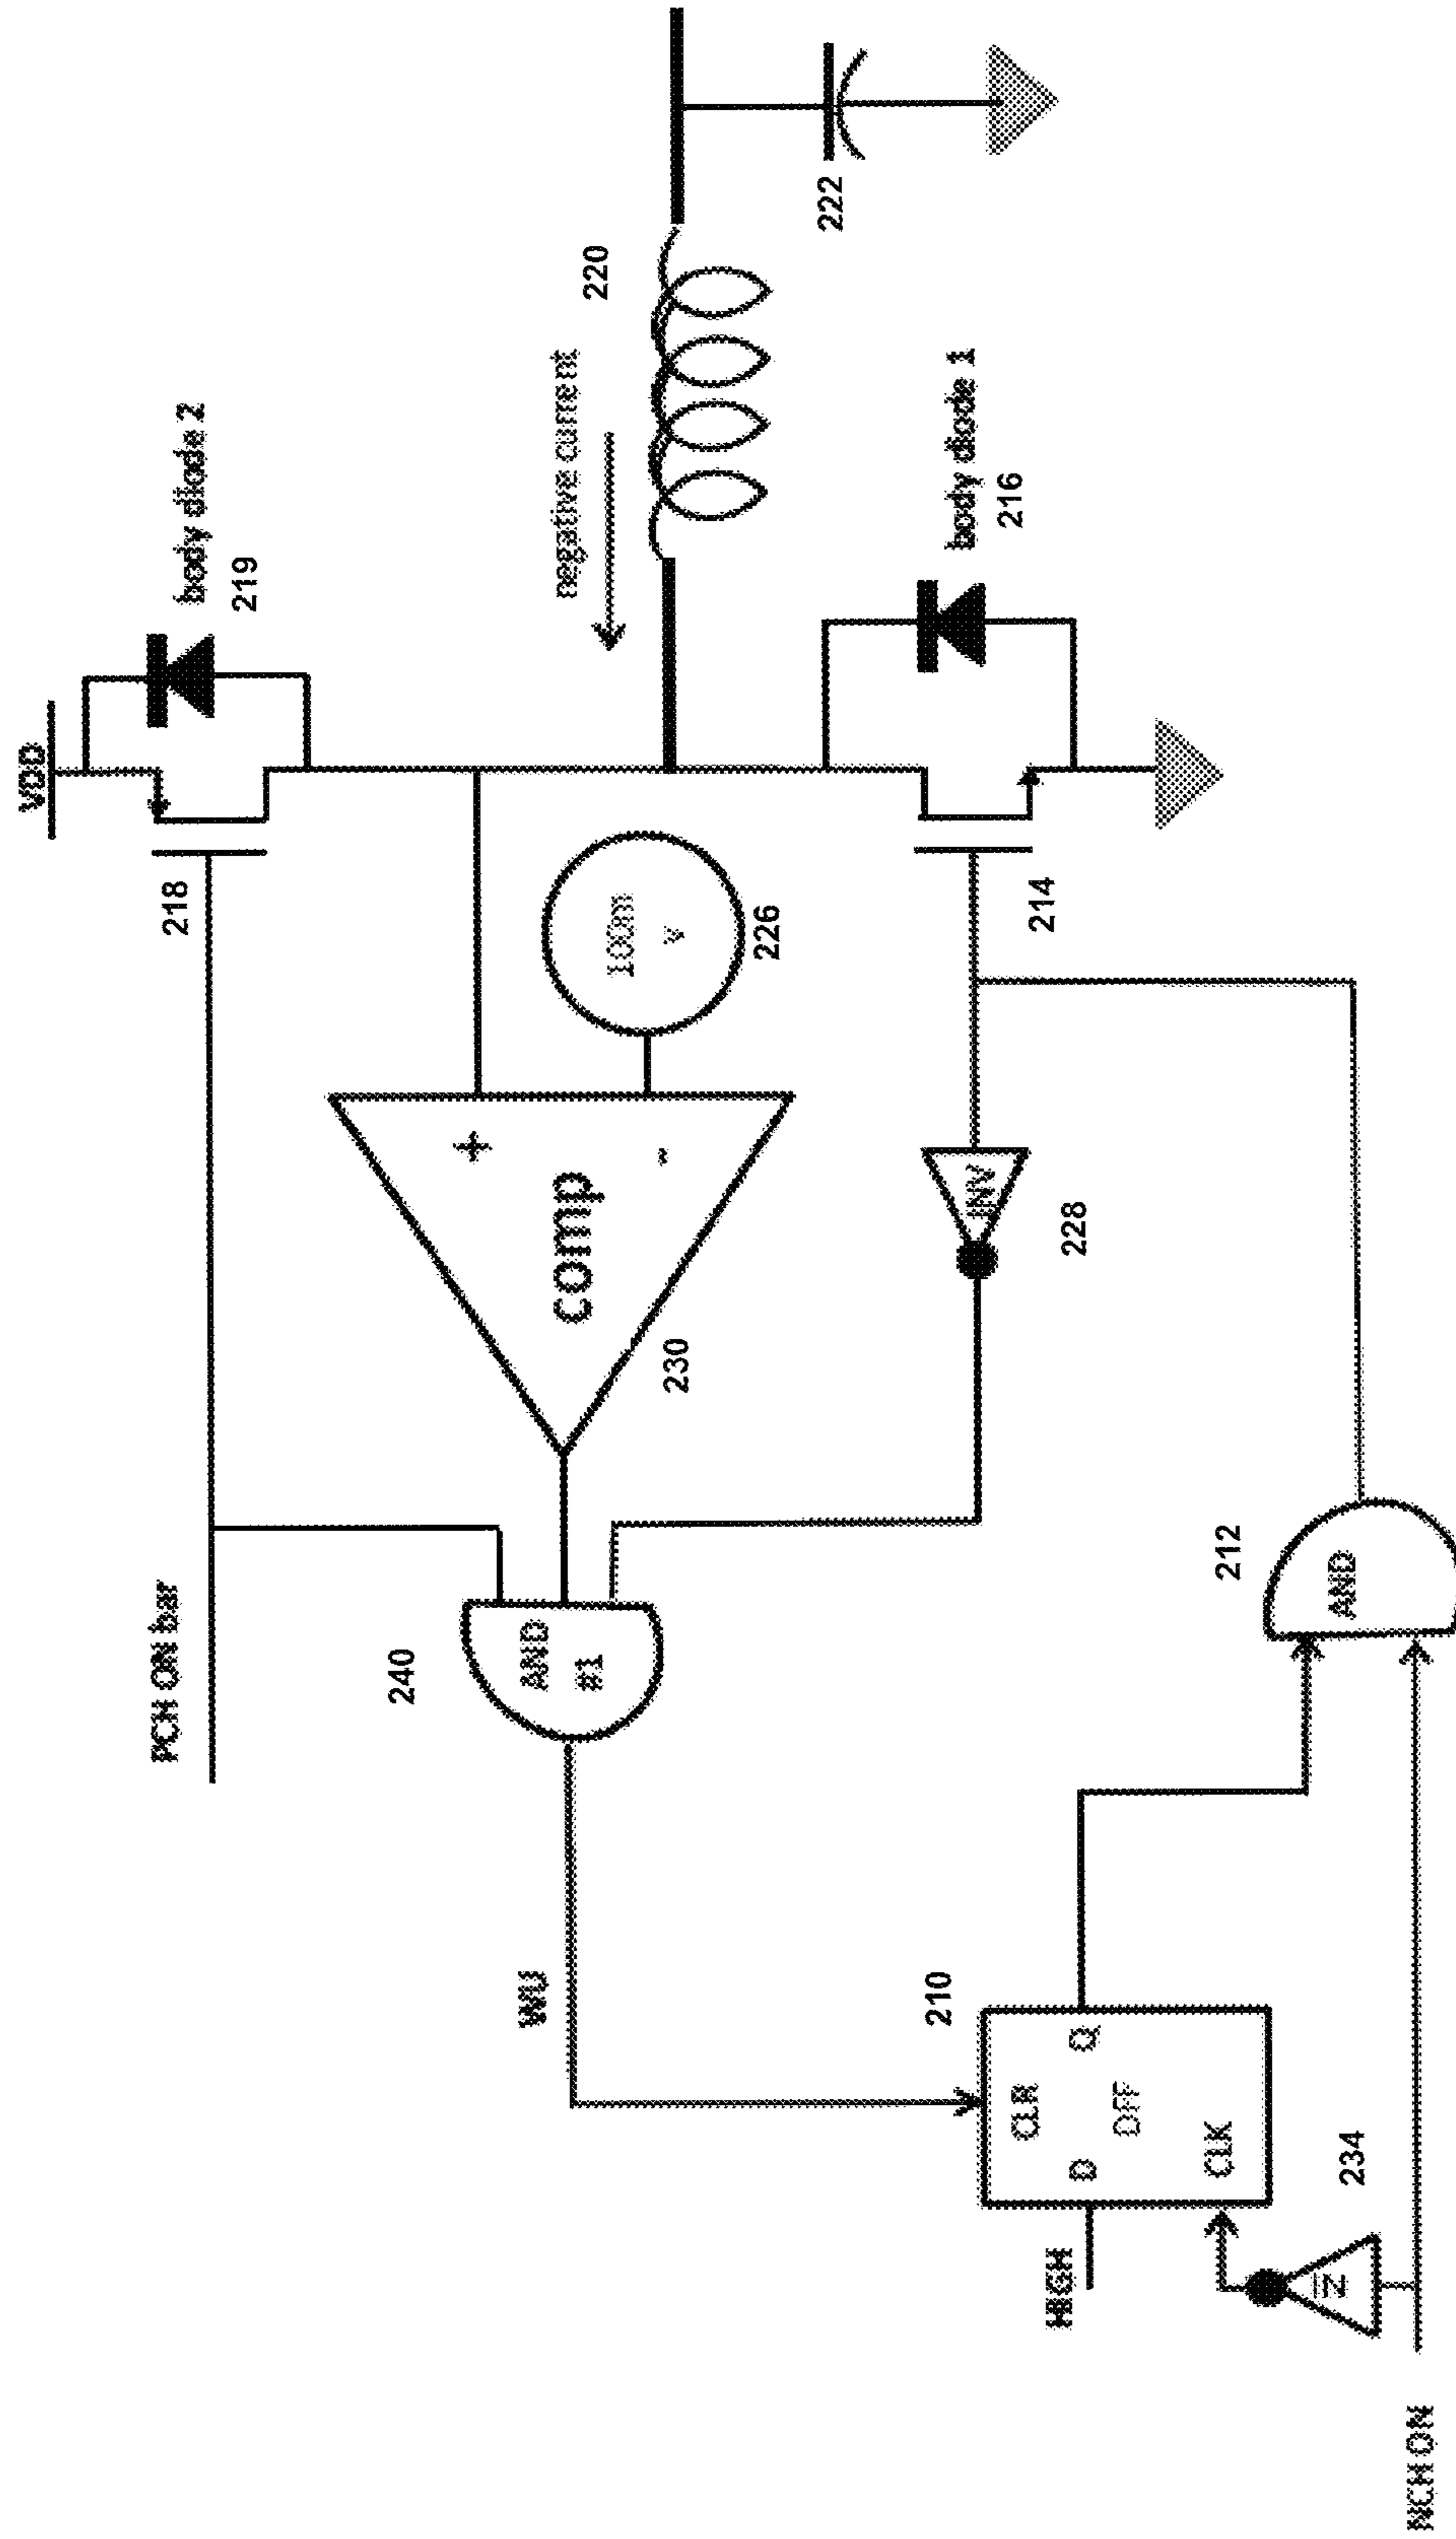 VDD
body diode 2
219
218
PCH ON bar
negative current
220
222
100m
v
226
+
-
comp
230
AND
#1
240
WU
body diode 1
216
214
INV
228
212
AND
210
CLR
D
Q
DFF
CLK
HIGH
234
NCH ON